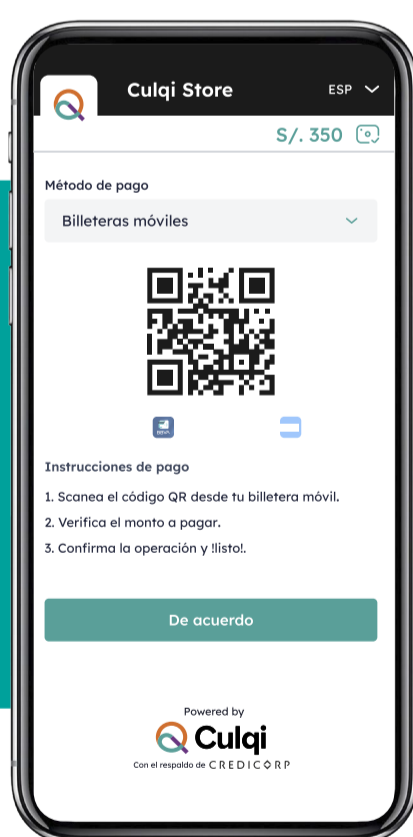 Culqi Store
ESP
S/. 350
Método de pago
Billeteras móviles
BBVA
Instrucciones de pago
1. Scanea el código QR desde tu billetera móvil.
2. Verifica el monto a pagar.
3. Confirma la operación y !listo!.
De acuerdo
Powered by
Culqi
Con el respaldo de CREDICORP